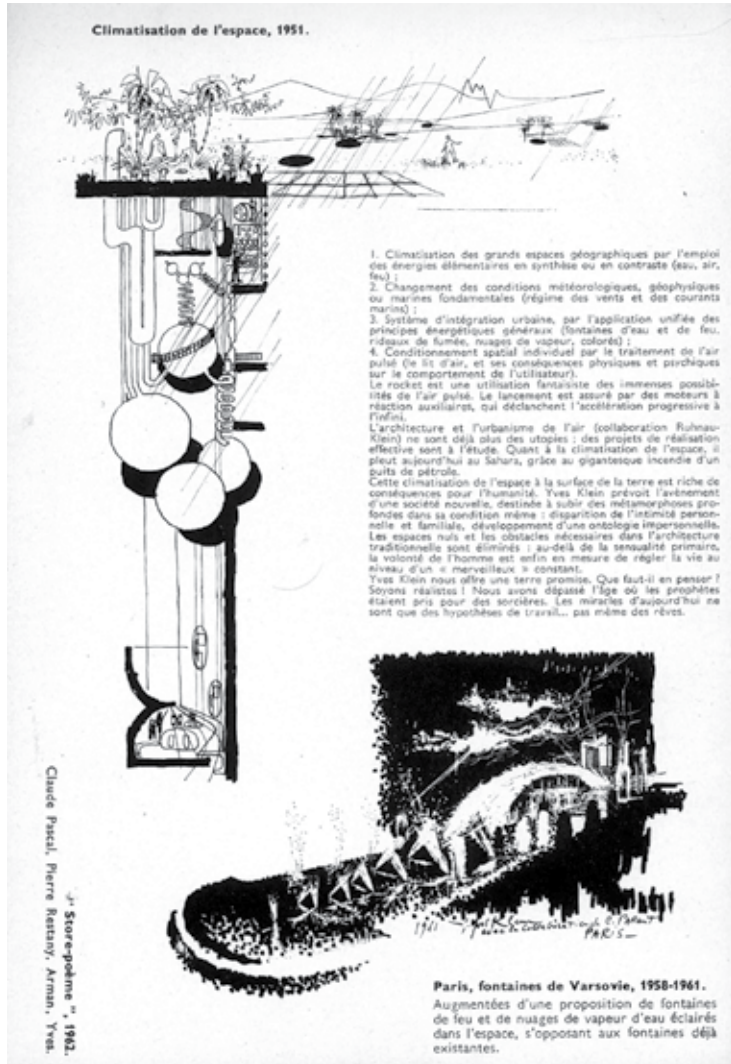 Climatisation de l'espace, 1951.
1. Climatisation des grands espaces géographiques par l'emploi
des énergies élémentaires en synthèse ou en contraste (eau, air,
feu) ;
2. Changement des conditions météorologiques, géophysiques
ou marines fondamentales (régime des vents et des courants
marins) ;
3. Système d'intégration urbaine, par l'application unifiée des
principes énergétiques généraux (fontaines d'eau et de feu,
rideaux de fumée, nuages de vapeur, colorés) ;
4. Conditionnement spatial individuel par le traitement de l'air
pulsé (le lit d'air, et ses conséquences physiques et psychiques
sur le comportement de l'utilisateur).
Le rocket est une utilisation fantaisiste des immenses possibi-
lités de l'air pulsé. Le lancement est assuré par des moteurs à
réaction auxiliaires, qui déclanchent l'accélération progressive à
l'infini.
L'architecture et l'urbanisme de l'air (collaboration Ruhnau-
Klein) ne sont déjà plus des utopies : des projets de réalisation
effective sont à l'étude. Quant à la climatisation de l'espace, il
pleut aujourd'hui au Sahara, grâce au gigantesque incendie d'un
puits de pétrole.
Cette climatisation de l'espace à la surface de la terre est riche de
conséquences pour l'humanité. Yves Klein prévoit l'avènement
d'une société nouvelle, destinée à subir des métamorphoses pro-
fondes dans sa condition même : disparition de l'intimité person-
nelle et familiale, développement d'une ontologie impersonnelle.
Les espaces nuls et les obstacles nécessaires dans l'architecture
traditionnelle sont éliminés : au-delà de la sensualité primaire,
la volonté de l'homme est enfin en mesure de régler la vie au
niveau d'un « merveilleux » constant.
Yves Klein nous offre une terre promise. Que faut-il en penser ?
Soyons réalistes ! Nous avons dépassé l'âge où les prophètes
étaient pris pour des sorcières. Les miracles d'aujourd'hui ne
sont que des hypothèses de travail... pas même des rêves.
1961
PARIS
Paris, fontaines de Varsovie, 1958-1961.
Augmentées d'une proposition de fontaines
de feu et de nuages de vapeur d'eau éclairés
dans l'espace, s'opposant aux fontaines déjà
existantes.
Store-poème ", 1962.
Claude Pascal, Pierre Restany, Arman, Yves.